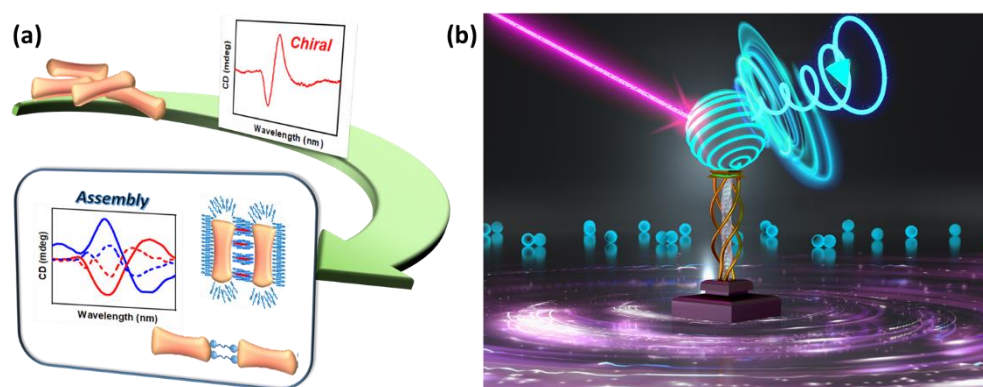 (a)
Chiral
CD (mdeg)
Wavelength (nm)
Assembly
CD (mdeg)
Wavelength (nm)
(b)